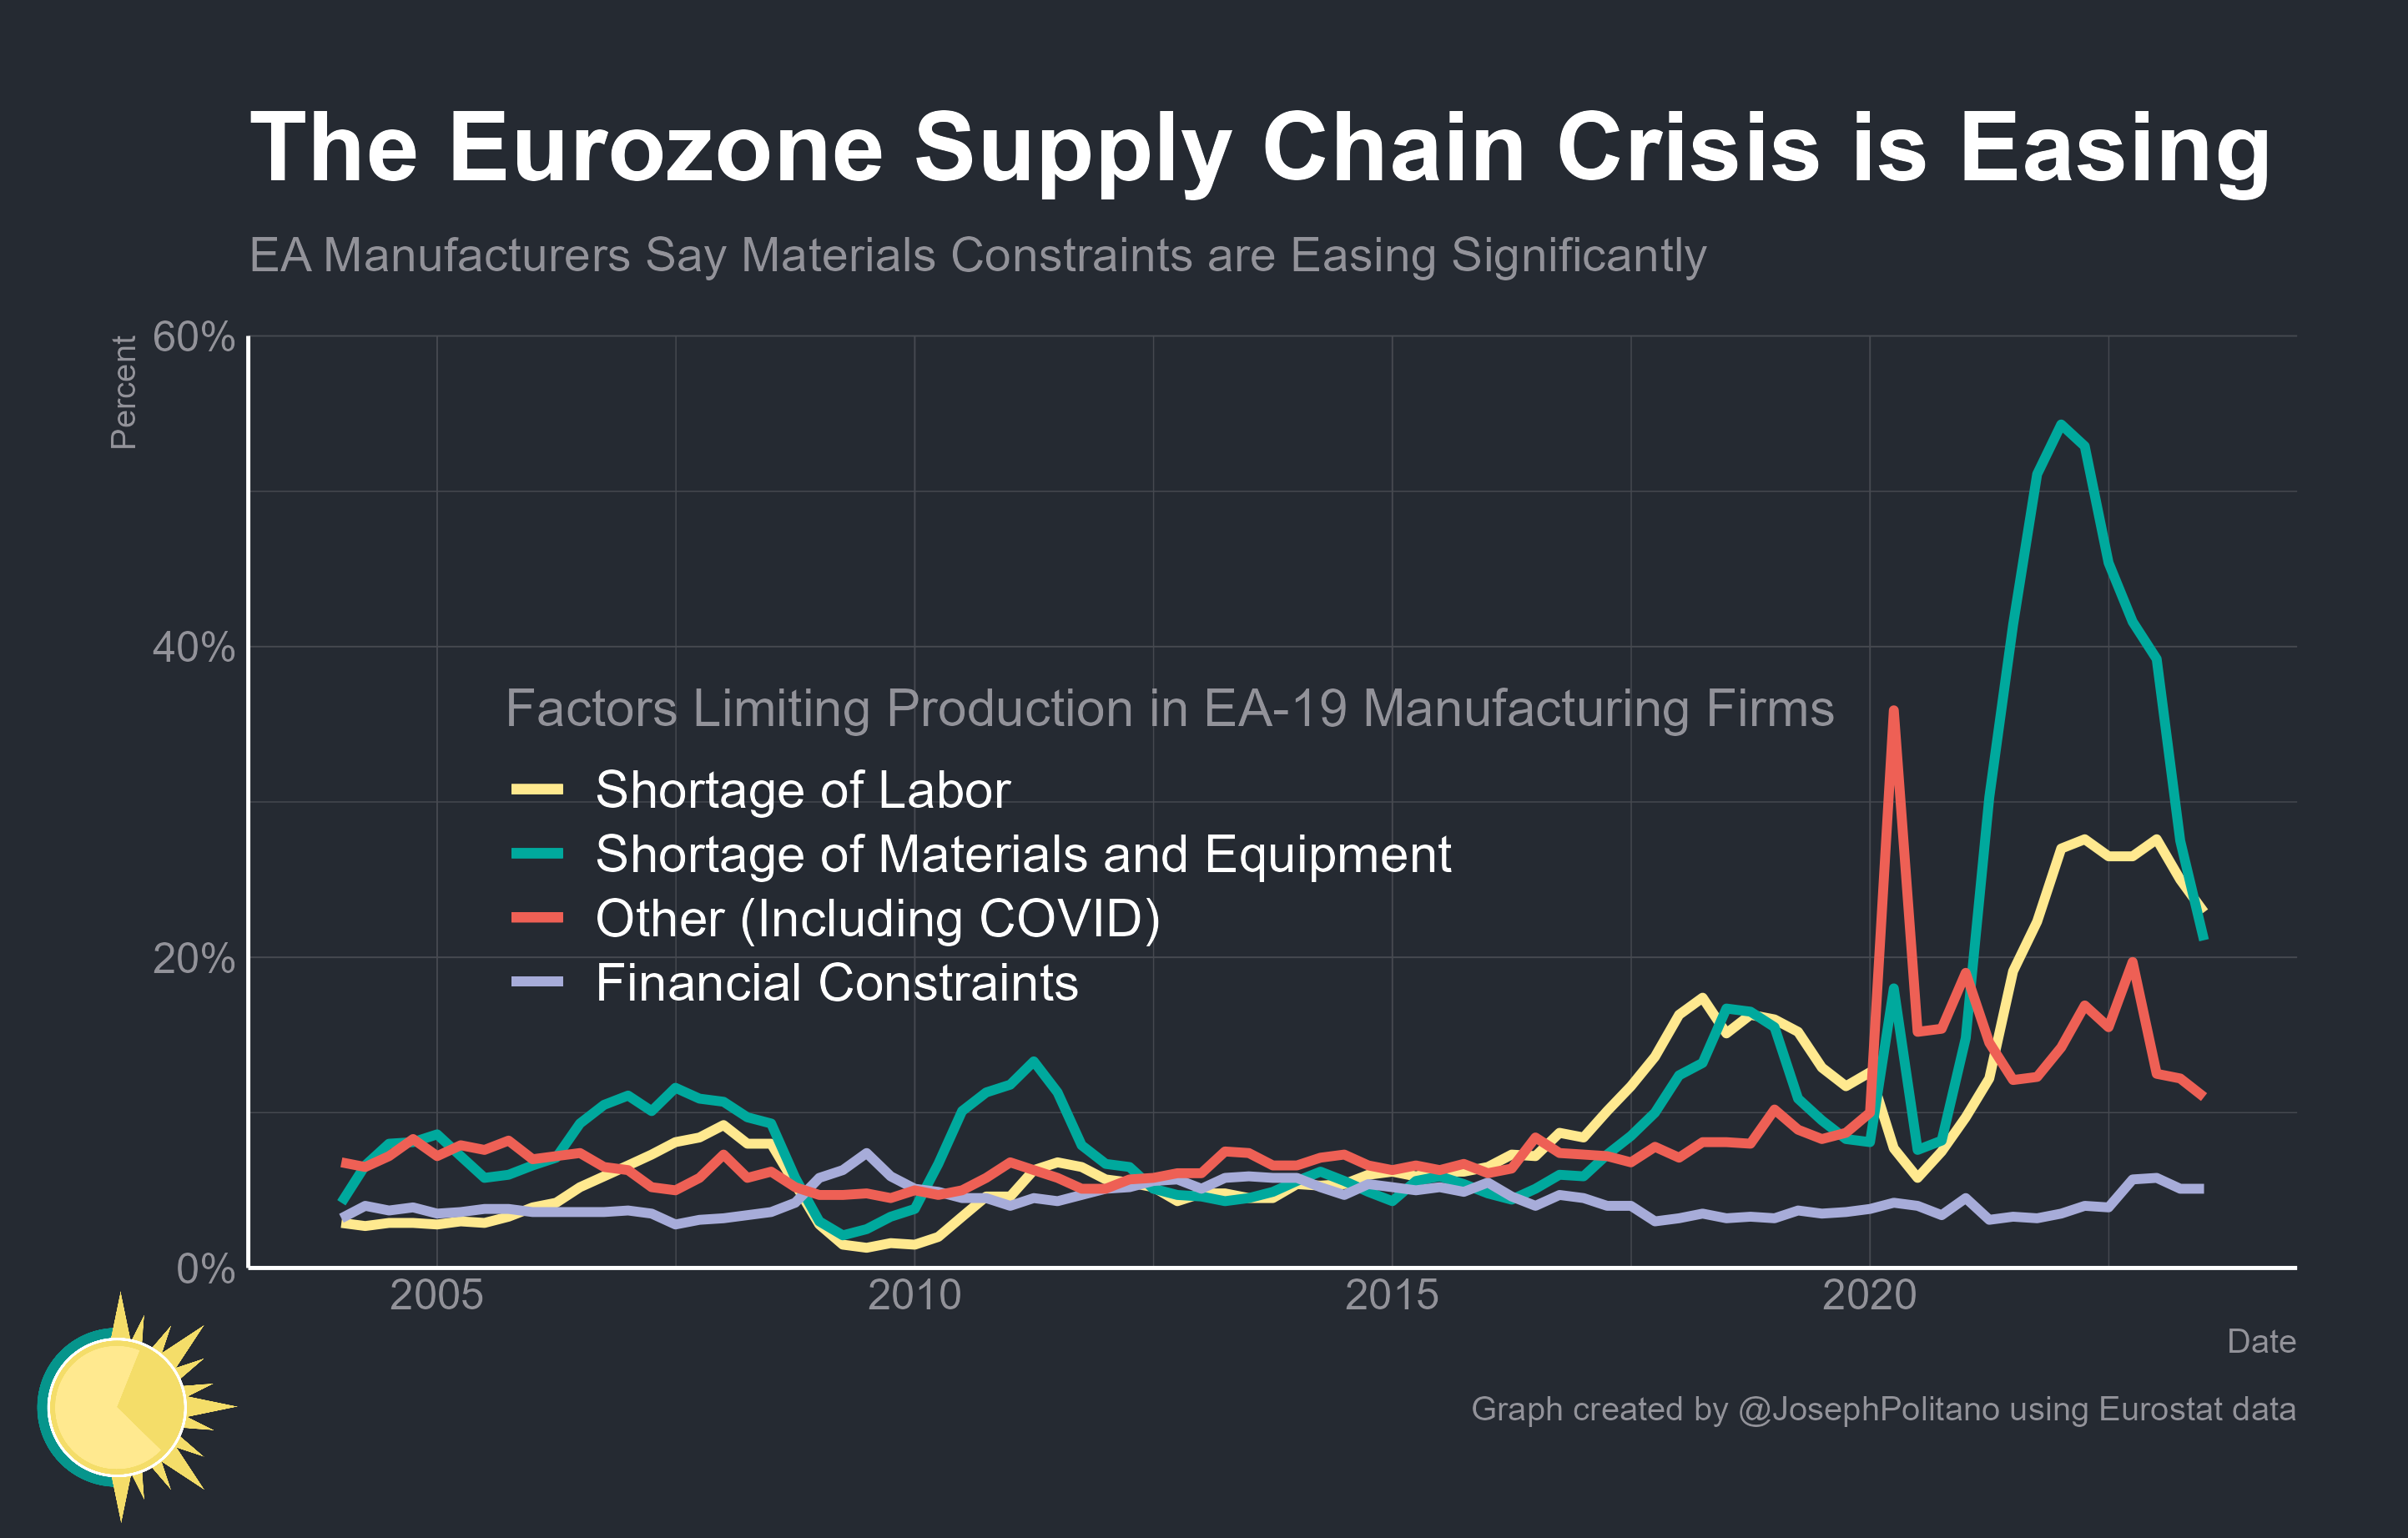 The Eurozone Supply Chain Crisis is Easing
EA Manufacturers Say Materials Constraints are Easing Significantly
Percent
60%
40%
20%
0%
Factors Limiting Production in EA-19 Manufacturing Firms
Shortage of Labor
Shortage of Materials and Equipment
Other (Including COVID)
Financial Constraints
2005 2010 2015 2020
Date
Graph created by @JosephPolitano using Eurostat data